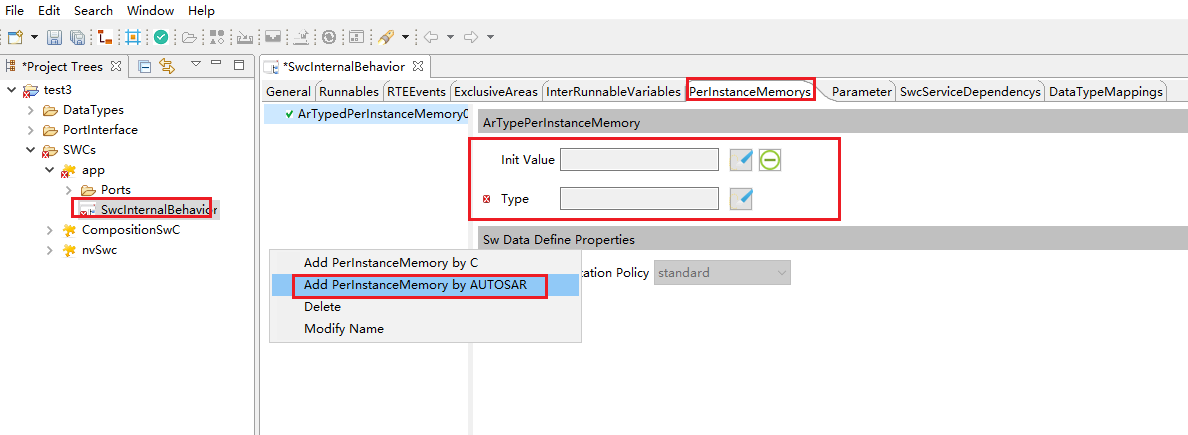 File Edit Search Window Help
*Project Trees
*SwcInternalBehavior
test3
DataTypes
PortInterface
SWCs
app
Ports
SwcInternalBehavior
CompositionSwC
nvSwc
General Runnables RTEEvents ExclusiveAreas InterRunnableVariables PerInstanceMemorys Parameter SwcServiceDependencys DataTypeMappings
ArTypedPerInstanceMemory0
ArTypePerInstanceMemory
Init Value
Type
Sw Data Define Properties
tation Policy standard
Add PerInstanceMemory by C
Add PerInstanceMemory by AUTOSAR
Delete
Modify Name